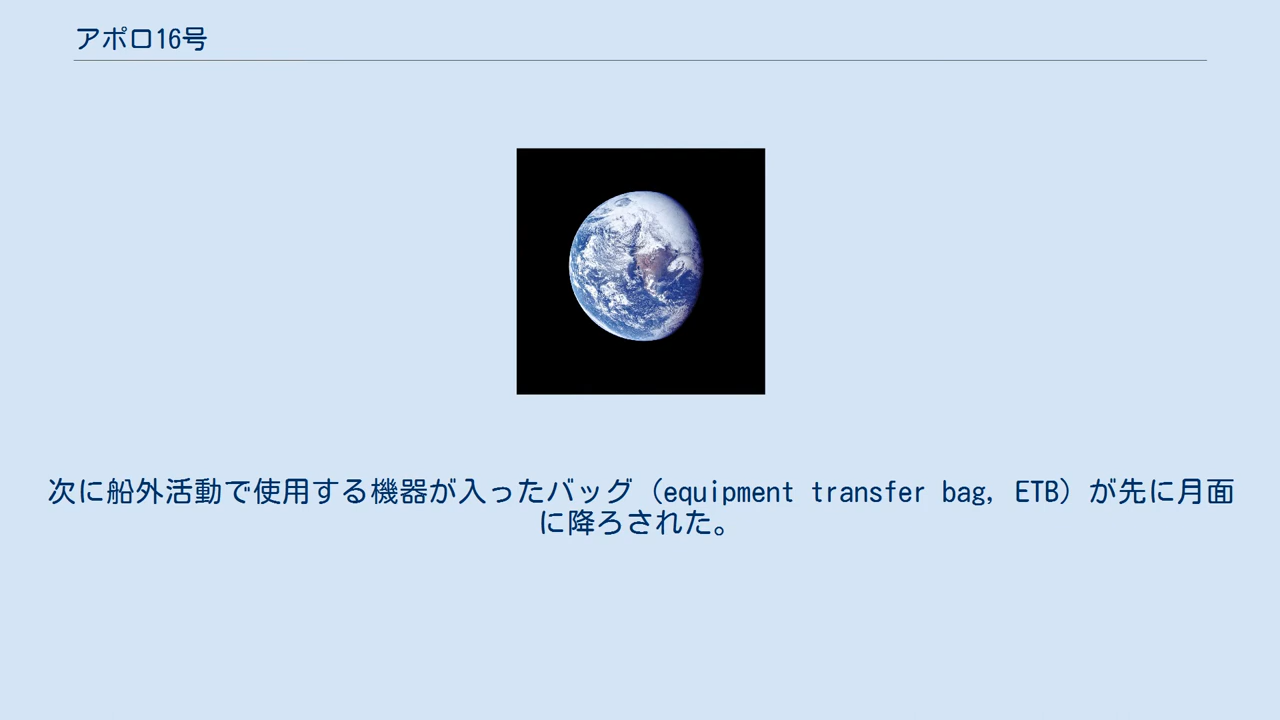 アポロ16号
次に船外活動で使用する機器が入ったバッグ（equipment transfer bag, ETB）が先に月面
に降ろされた。